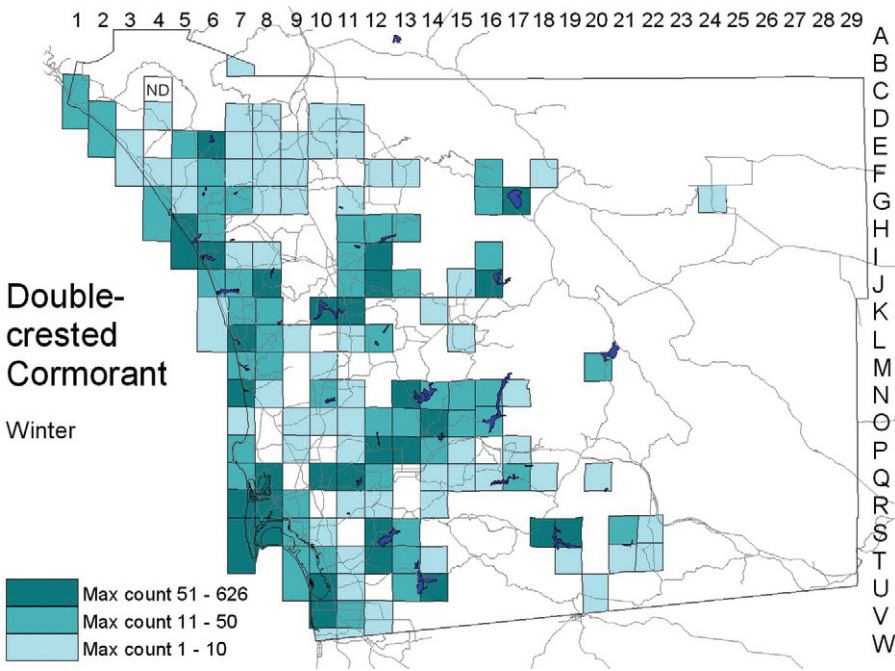 1 2 3 4 5 6 7 8 9 10 11 12 13 14 15 16 17 18 19 20 21 22 23 24 25 26 27 28 29
A
B
C
D
E
F
G
H
I
J
K
L
M
N
O
P
Q
R
S
T
U
V
W
ND
Double-
crested
Cormorant
Winter
Max count 51 - 626
Max count 11 - 50
Max count 1 - 10